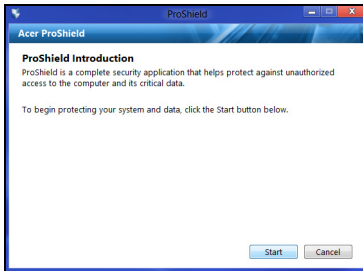 ProShield
Acer ProShield
ProShield Introduction
ProShield is a complete security application that helps protect against unauthorized
access to the computer and its critical data.
To begin protecting your system and data, click the Start button below.
Start Cancel